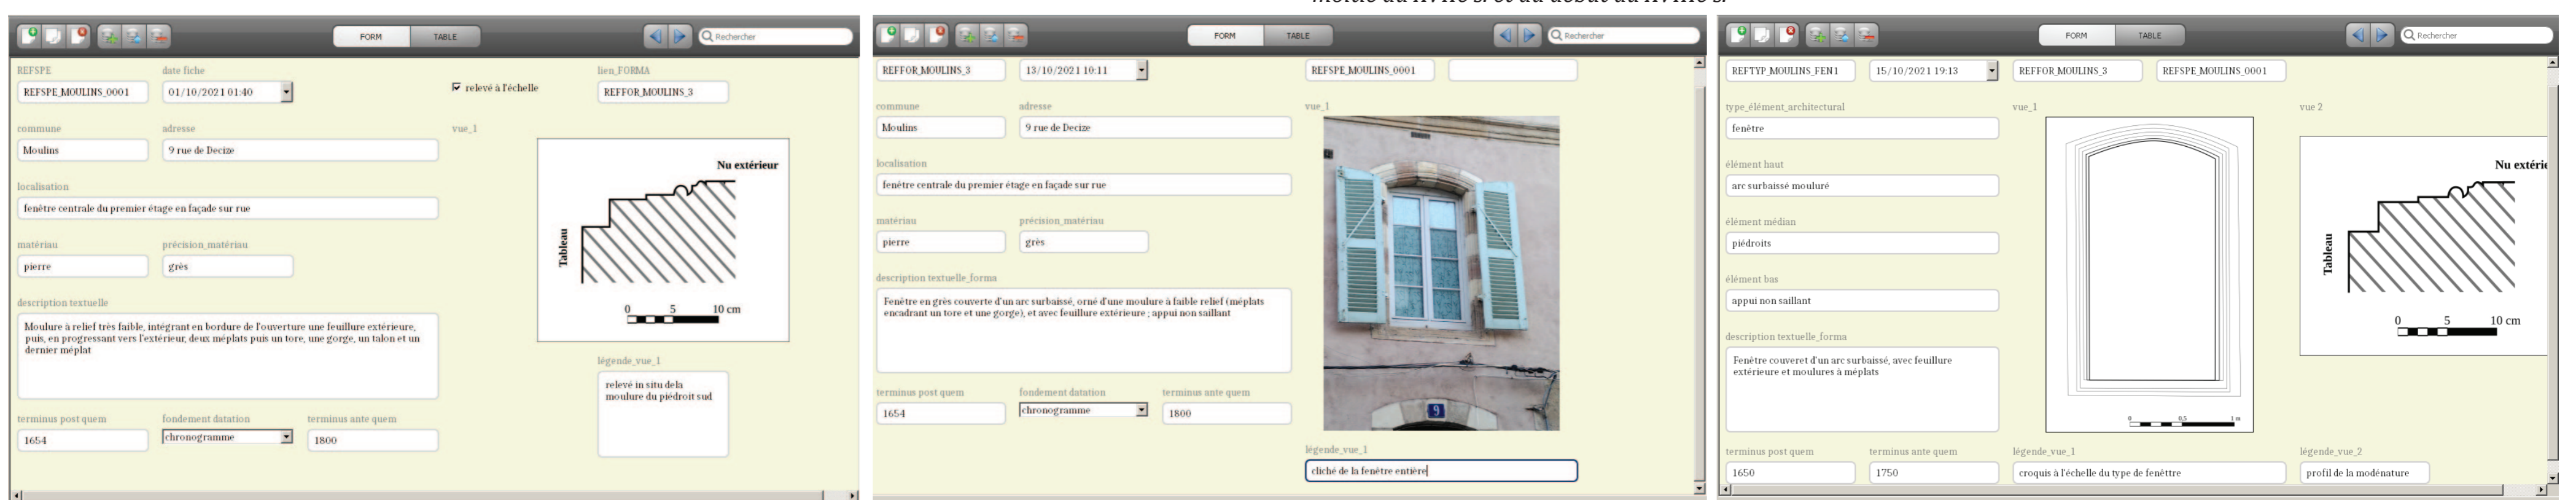 FORM TABLE Rechercher
REFSPE date fiche lien_FORMA
REFSPE_MOULINS_0001 01/10/2021 01:40 relevé à l'échelle REFFOR_MOULINS_3
commune adresse vue_1
Moulins 9 rue de Decize
Nu extérieur
localisation
fenêtre centrale du premier étage en façade sur rue
matériau précision_matériau
Tableau
pierre grès
description textuelle
0 5 10 cm
Moulure à relief très faible, intégrant en bordure de l'ouverture une feuillure extérieure,
puis, en progressant vers l'extérieur, deux méplats puis un tore, une gorge, un talon et un
dernier méplat
légende_vue_1
relevé in situ dela
moulure du piédroit sud
terminus post quem fondement datation terminus ante quem
1654 chronogramme 1800
FORM TABLE Rechercher
REFFOR_MOULINS_3 13/10/2021 10:11 REFSPE_MOULINS_0001
commune adresse vue_1
Moulins 9 rue de Decize
localisation
fenêtre centrale du premier étage en façade sur rue
matériau précision_matériau
pierre grès
description textuelle_forma
Fenêtre en grès couverte d'un arc surbaissé, orné d'une moulure à faible relief (méplats
encadrant un tore et une gorge), et avec feuillure extérieure ; appui non saillant
terminus post quem fondement datation terminus ante quem
1654 chronogramme 1800
9
légende_vue_1
cliché de la fenêtre entière
FORM TABLE Rechercher
REFTYP_MOULINS_FEN1 15/10/2021 19:13 REFFOR_MOULINS_3 REFSPE_MOULINS_0001
type_élément_architectural vue_1 vue 2
fenêtre
élément haut
Nu extérie
arc surbaissé mouluré
élément médian
piédroits
Tableau
élément bas
appui non saillant
0 5 10 cm
description textuelle_forma
Fenêtre couveret d'un arc surbaissé, avec feuillure
extérieure et moulures à méplats
0 0,5 1 m
terminus post quem terminus ante quem légende_vue_1 légende_vue_2
1650 1750 croquis à l'échelle du type de fenêttre profil de la modénature